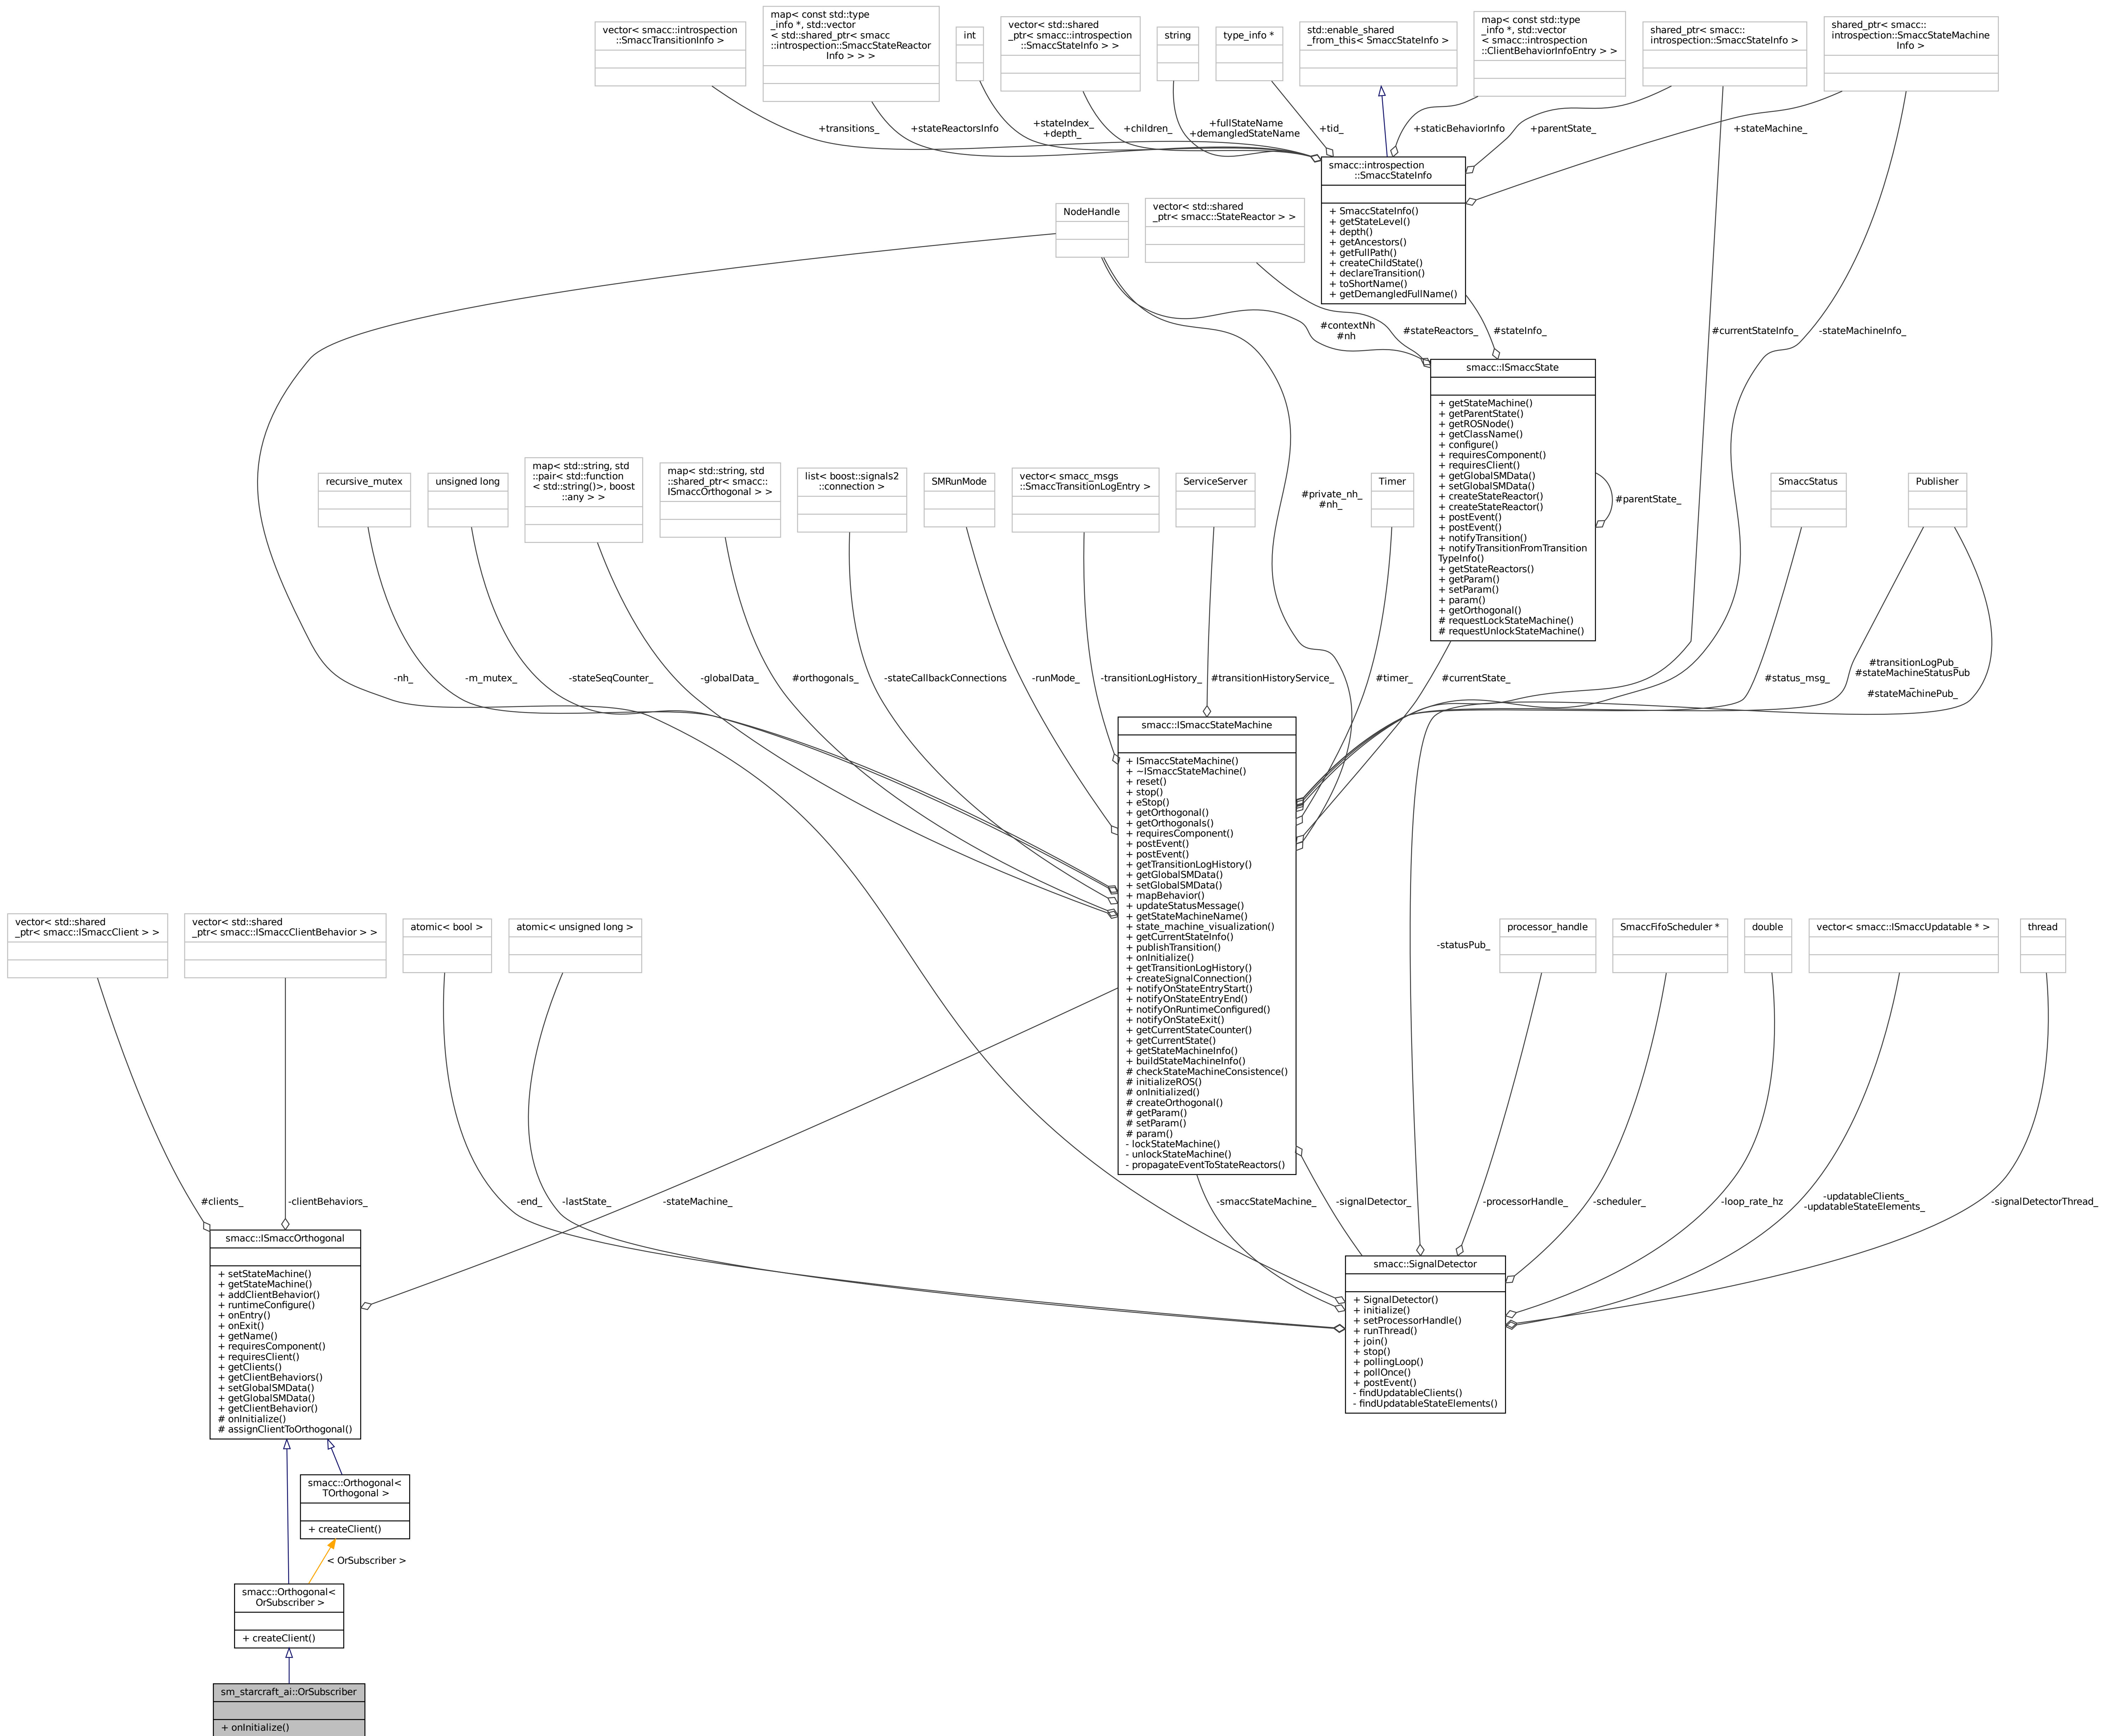 vector< smacc::introspection
::SmaccTransitionInfo >
map< const std::type
_info *, std::vector
< std::shared_ptr< smacc
::introspection::SmaccStateReactor
Info > > >
int
vector< std::shared
_ptr< smacc::introspection
::SmaccStateInfo > >
string
type_info *
std::enable_shared
_from_this< SmaccStateInfo >
map< const std::type
_info *, std::vector
< smacc::introspection
::ClientBehaviorInfoEntry > >
shared_ptr< smacc::
introspection::SmaccStateInfo >
shared_ptr< smacc::
introspection::SmaccStateMachine
Info >
+transitions_
+stateReactorsInfo
+stateIndex_
+depth_
+children_
+fullStateName
+demangledStateName
+tid_
+staticBehaviorInfo
+parentState_
+stateMachine_
smacc::introspection
::SmaccStateInfo
+ SmaccStateInfo()
+ getStateLevel()
+ depth()
+ getAncestors()
+ getFullPath()
+ createChildState()
+ declareTransition()
+ toShortName()
+ getDemangledFullName()
NodeHandle
vector< std::shared
_ptr< smacc::StateReactor > >
#contextNh
#nh
#stateReactors_
#stateInfo_
#currentStateInfo_
-stateMachineInfo_
smacc::ISmaccState
+ getStateMachine()
+ getParentState()
+ getROSNode()
+ getClassName()
+ configure()
+ requiresComponent()
+ requiresClient()
+ getGlobalSMData()
+ setGlobalSMData()
+ createStateReactor()
+ createStateReactor()
+ postEvent()
+ postEvent()
+ notifyTransition()
+ notifyTransitionFromTransition
TypeInfo()
+ getStateReactors()
+ getParam()
+ setParam()
+ param()
+ getOrthogonal()
# requestLockStateMachine()
# requestUnlockStateMachine()
#parentState_
recursive_mutex
unsigned long
map< std::string, std
::pair< std::function
< std::string()>, boost
::any > >
map< std::string, std
::shared_ptr< smacc::
ISmaccOrthogonal > >
list< boost::signals2
::connection >
SMRunMode
vector< smacc_msgs
::SmaccTransitionLogEntry >
ServiceServer
#private_nh_
#nh_
Timer
SmaccStatus
Publisher
-nh_
-m_mutex_
-stateSeqCounter_
-globalData_
#orthogonals_
-stateCallbackConnections
-runMode_
-transitionLogHistory_
#transitionHistoryService_
#timer_
#currentState_
#status_msg_
#transitionLogPub_
#stateMachineStatusPub
_
#stateMachinePub_
smacc::ISmaccStateMachine
+ ISmaccStateMachine()
+ ~ISmaccStateMachine()
+ reset()
+ stop()
+ eStop()
+ getOrthogonal()
+ getOrthogonals()
+ requiresComponent()
+ postEvent()
+ postEvent()
+ getTransitionLogHistory()
+ getGlobalSMData()
+ setGlobalSMData()
+ mapBehavior()
+ updateStatusMessage()
+ getStateMachineName()
+ state_machine_visualization()
+ getCurrentStateInfo()
+ publishTransition()
+ onInitialize()
+ getTransitionLogHistory()
+ createSignalConnection()
+ notifyOnStateEntryStart()
+ notifyOnStateEntryEnd()
+ notifyOnRuntimeConfigured()
+ notifyOnStateExit()
+ getCurrentStateCounter()
+ getCurrentState()
+ getStateMachineInfo()
+ buildStateMachineInfo()
# checkStateMachineConsistence()
# initializeROS()
# onInitialized()
# createOrthogonal()
# getParam()
# setParam()
# param()
- lockStateMachine()
- unlockStateMachine()
- propagateEventToStateReactors()
vector< std::shared
_ptr< smacc::ISmaccClient > >
vector< std::shared
_ptr< smacc::ISmaccClientBehavior > >
atomic< bool >
atomic< unsigned long >
-statusPub_
processor_handle
SmaccFifoScheduler *
double
vector< smacc::ISmaccUpdatable * >
thread
#clients_
-clientBehaviors_
-end_
-lastState_
-stateMachine_
-smaccStateMachine_
-signalDetector_
-processorHandle_
-scheduler_
-loop_rate_hz
-updatableClients_
-updatableStateElements_
-signalDetectorThread_
smacc::ISmaccOrthogonal
+ setStateMachine()
+ getStateMachine()
+ addClientBehavior()
+ runtimeConfigure()
+ onEntry()
+ onExit()
+ getName()
+ requiresComponent()
+ requiresClient()
+ getClients()
+ getClientBehaviors()
+ setGlobalSMData()
+ getGlobalSMData()
+ getClientBehavior()
# onInitialize()
# assignClientToOrthogonal()
smacc::SignalDetector
+ SignalDetector()
+ initialize()
+ setProcessorHandle()
+ runThread()
+ join()
+ stop()
+ pollingLoop()
+ pollOnce()
+ postEvent()
- findUpdatableClients()
- findUpdatableStateElements()
smacc::Orthogonal<
TOrthogonal >
+ createClient()
< OrSubscriber >
smacc::Orthogonal<
OrSubscriber >
+ createClient()
sm_starcraft_ai::OrSubscriber
+ onInitialize()